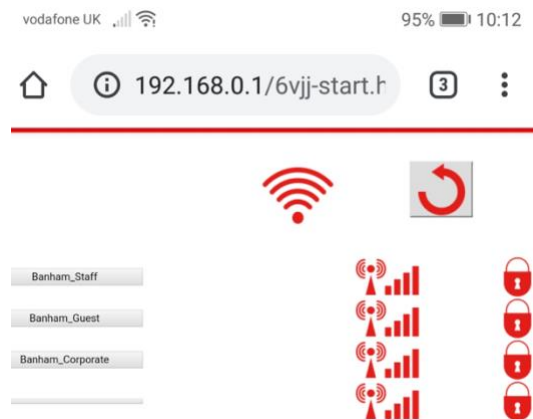 vodafone UK 95% 10:12
192.168.0.1/6vjj-start.h 3
Banham_Staff
Banham_Guest
Banham_Corporate